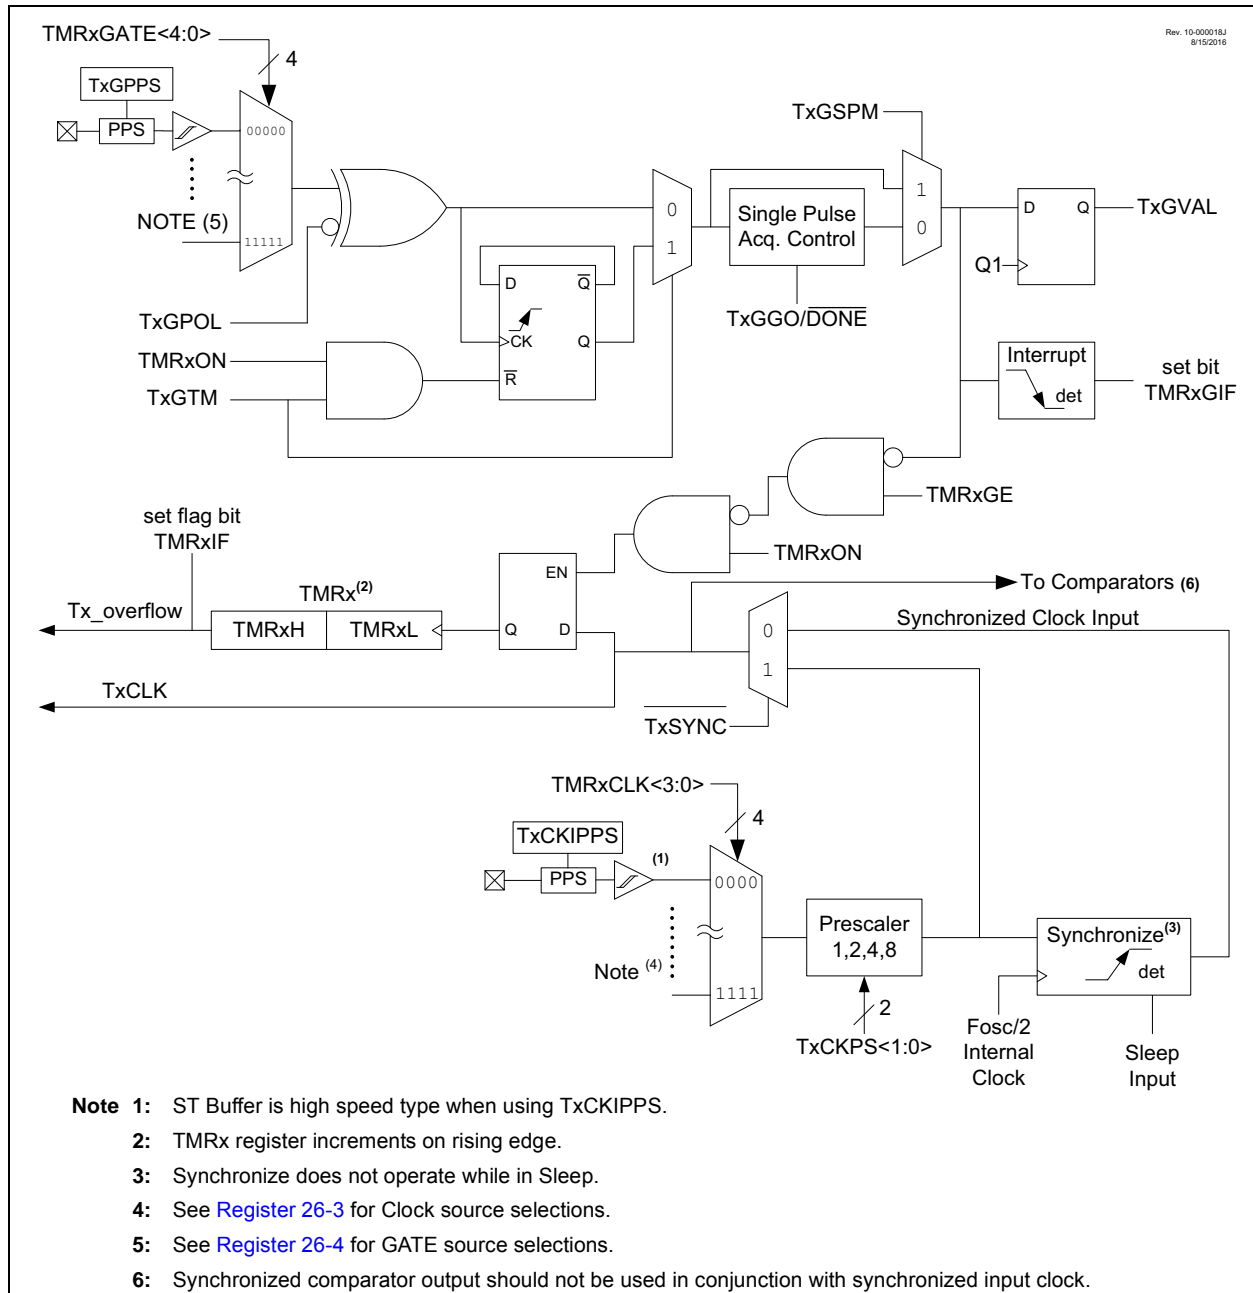 Rev. 10-000018J
8/15/2016
TMRxGATE<4:0>
4
TxGPPS
PPS
00000
NOTE (5)
11111
TxGPOL
TMRxON
TxGTM
D
Q
CK
Q
R
0
1
Single Pulse
Acq. Control
TxGGO/DONE
TxGSPM
1
0
D
Q
Q1
TxGVAL
Interrupt
det
set bit
TMRxGIF
TMRxGE
TMRxON
set flag bit
TMRxIF
Tx_overflow
TMRx(2)
TMRxH
TMRxL
EN
Q
D
TxCLK
To Comparators (6)
0
1
Synchronized Clock Input
TxSYNC
TMRxCLK<3:0>
4
TxCKIPPS
PPS
(1)
0000
Note (4)
1111
Prescaler
1,2,4,8
2
TxCKPS<1:0>
Synchronize(3)
det
Fosc/2
Internal
Clock
Sleep
Input
Note 1: ST Buffer is high speed type when using TxCKIPPS.
2: TMRx register increments on rising edge.
3: Synchronize does not operate while in Sleep.
4: See Register 26-3 for Clock source selections.
5: See Register 26-4 for GATE source selections.
6: Synchronized comparator output should not be used in conjunction with synchronized input clock.